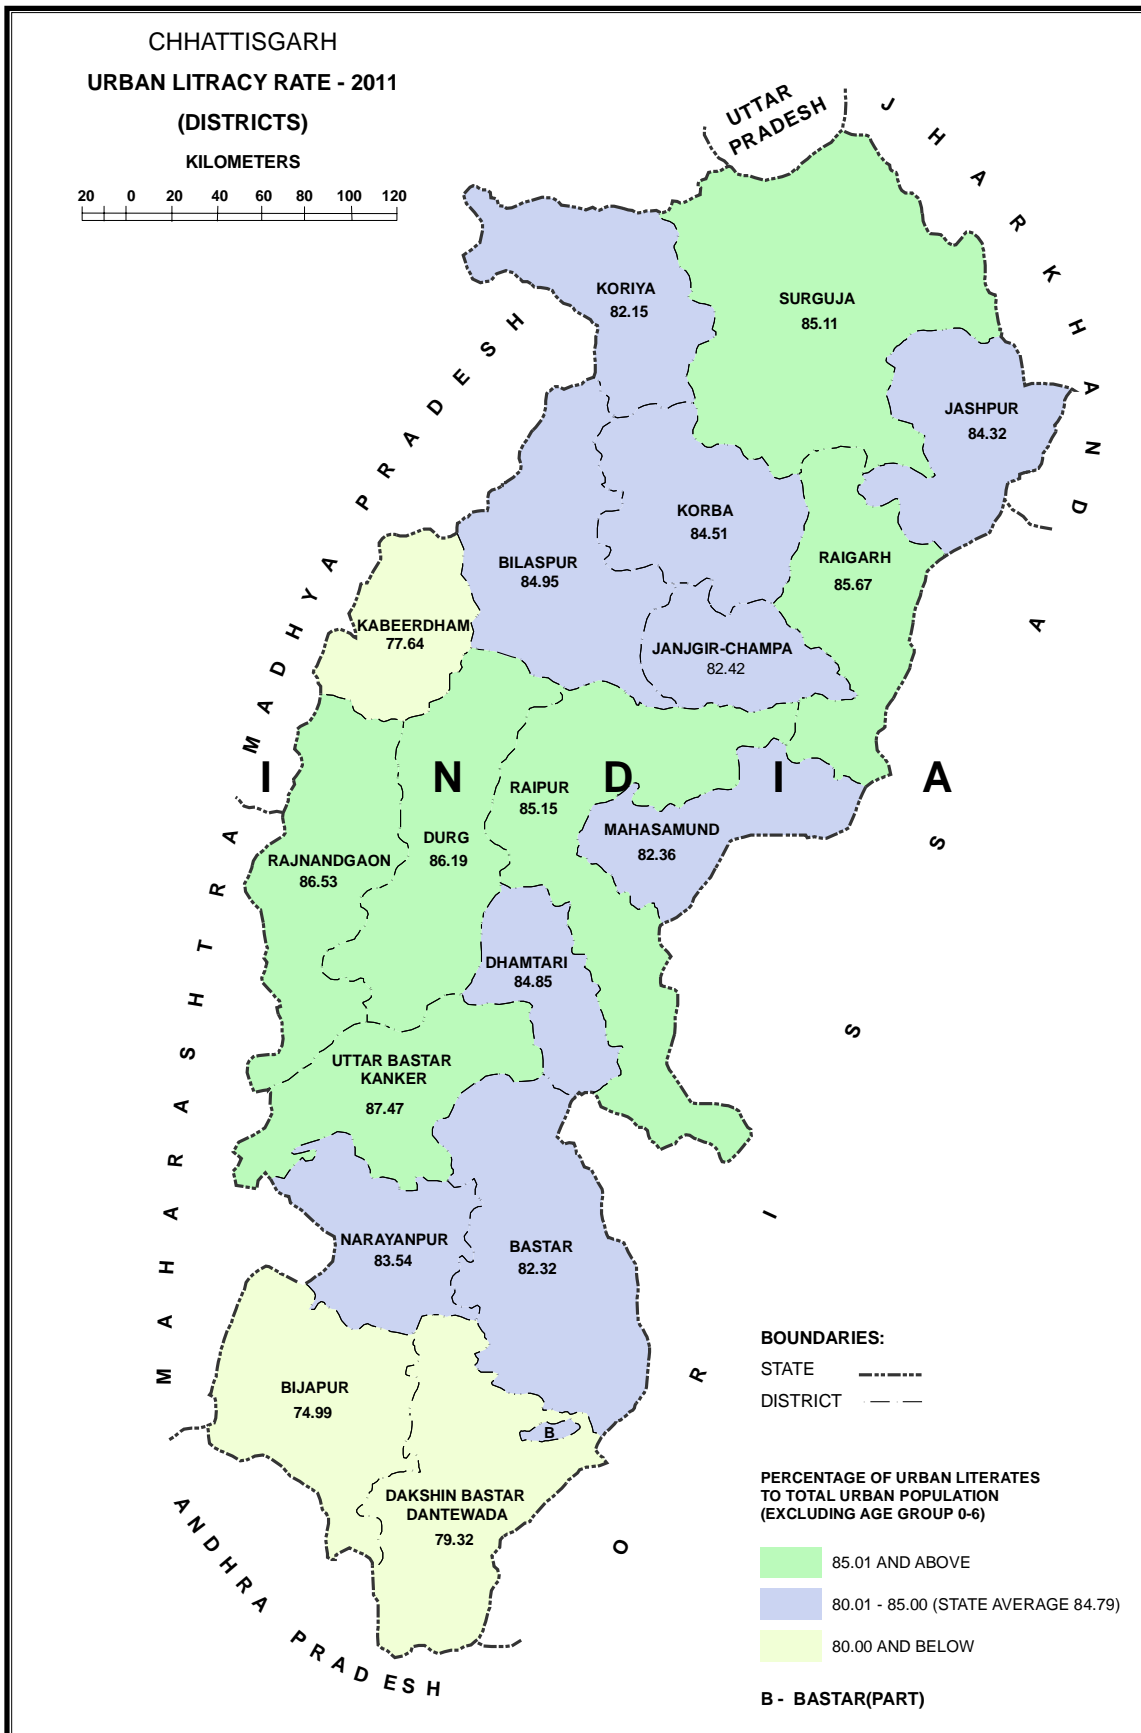 CHHATTISGARH
URBAN LITRACY RATE - 2011
(DISTRICTS)
KILOMETERS
20 0 20 40 60 80 100 120
UTTAR
PRADESH
JHARKHAND
MADHYA PRADESH
KORIYA
82.15
SURGUJA
85.11
JASHPUR
84.32
KORBA
84.51
BILASPUR
84.95
RAIGARH
85.67
KABEERDHAM
77.64
JANJGIR-CHAMPA
82.42
INDIA
RAIPUR
85.15
MAHASAMUND
82.36
DURG
86.19
RAJNANDGAON
86.53
DHAMTARI
84.85
UTTAR BASTAR
KANKER
87.47
MAHARASHTRA
ORISSA
NARAYANPUR
83.54
BASTAR
82.32
BIJAPUR
74.99
B
DAKSHIN BASTAR
DANTEWADA
79.32
ANDHRA PRADESH
BOUNDARIES:
STATE
DISTRICT
PERCENTAGE OF URBAN LITERATES
TO TOTAL URBAN POPULATION
(EXCLUDING AGE GROUP 0-6)
85.01 AND ABOVE
80.01 - 85.00 (STATE AVERAGE 84.79)
80.00 AND BELOW
B - BASTAR(PART)